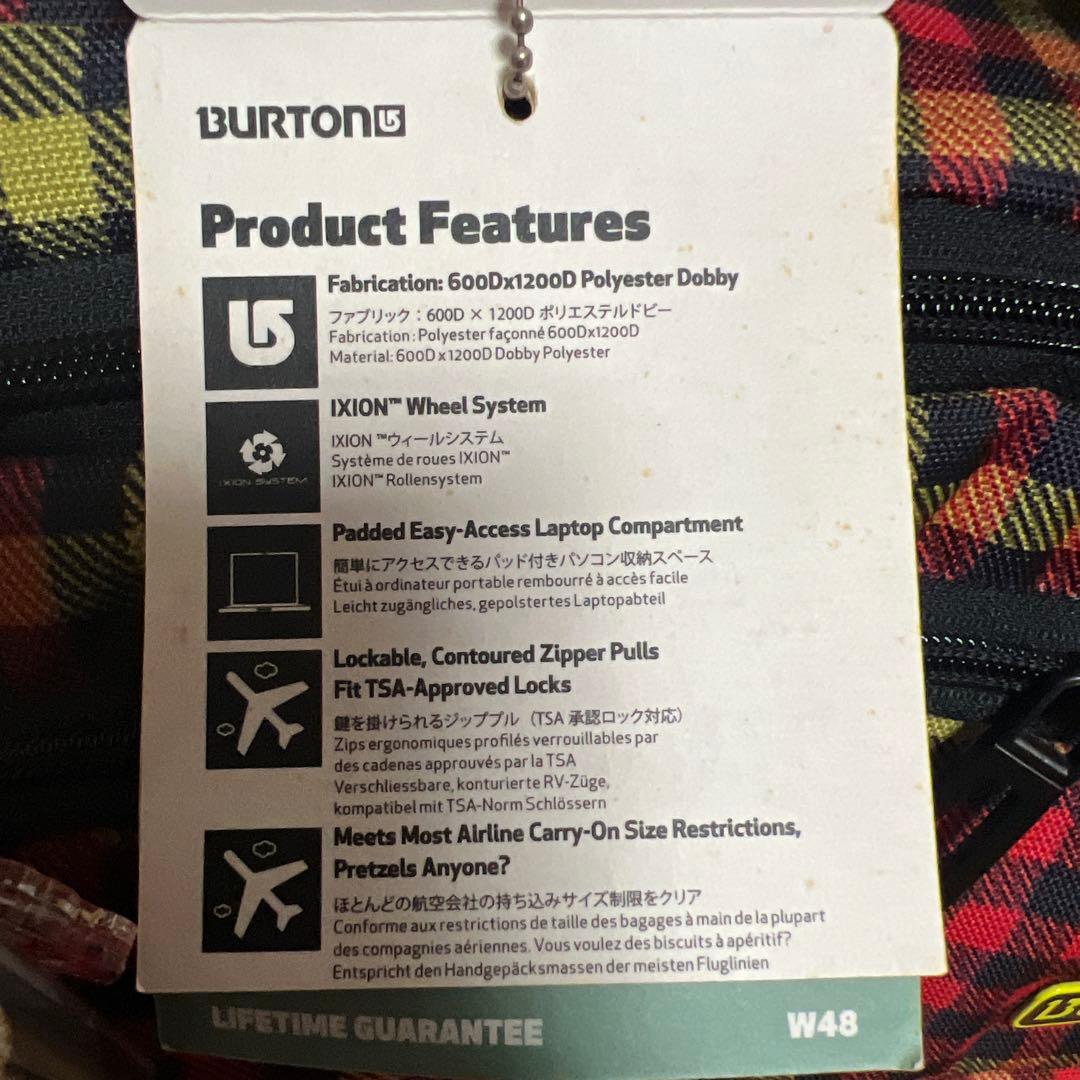 BURTON
Product Features
Fabrication: 600Dx1200D Polyester Dobby
ファブリック：600D × 1200D ポリエステルドビー
Fabrication: Polyester façonné 600Dx1200D
Material: 600Dx1200D Dobby Polyester
IXION™ Wheel System
IXION ™ウィールシステム
Système de roues IXION™
IXION™ Rollensystem
IXION SYSTEM
Padded Easy-Access Laptop Compartment
簡単にアクセスできるパッド付きパソコン収納スペース
Étui à ordinateur portable rembourré à accès facile
Leicht zugängliches, gepolstertes Laptopabteil
Lockable, Contoured Zipper Pulls
Fit TSA-Approved Locks
鍵を掛けられるジッププル（TSA 承認ロック対応）
Zips ergonomiques profilés verrouillables par
des cadenas approuvés par la TSA
Verschliessbare, konturierte RV-Züge,
kompatibel mit TSA-Norm Schlössern
Meets Most Airline Carry-On Size Restrictions,
Pretzels Anyone?
ほとんどの航空会社の持ち込みサイズ制限をクリア
Conforme aux restrictions de taille des bagages à main de la plupart
des compagnies aériennes. Vous voulez des biscuits à apéritif?
Entspricht den Handgepäcksmassen der meisten Fluglinien
LIFETIME GUARANTEE
W48